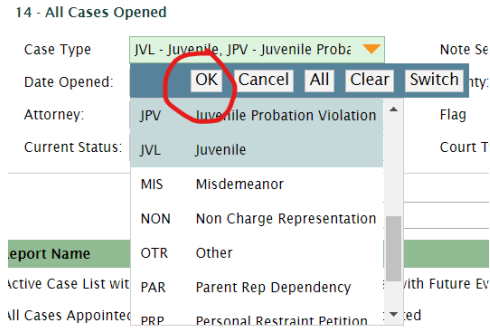 14 - All Cases Opened
Case Type JVL - Juvenile, JPV - Juvenile Proba Note Se
Date Opened: OK Cancel All Clear Switch nty:
Attorney: JPV Juvenile Probation Violation Flag
Current Status: JVL Juvenile Court T
MIS Misdemeanor
NON Non Charge Representation
eport Name OTR Other
Active Case List wit PAR Parent Rep Dependency with Future Ev
All Cases Appointed PRP Personal Restraint Petition ted